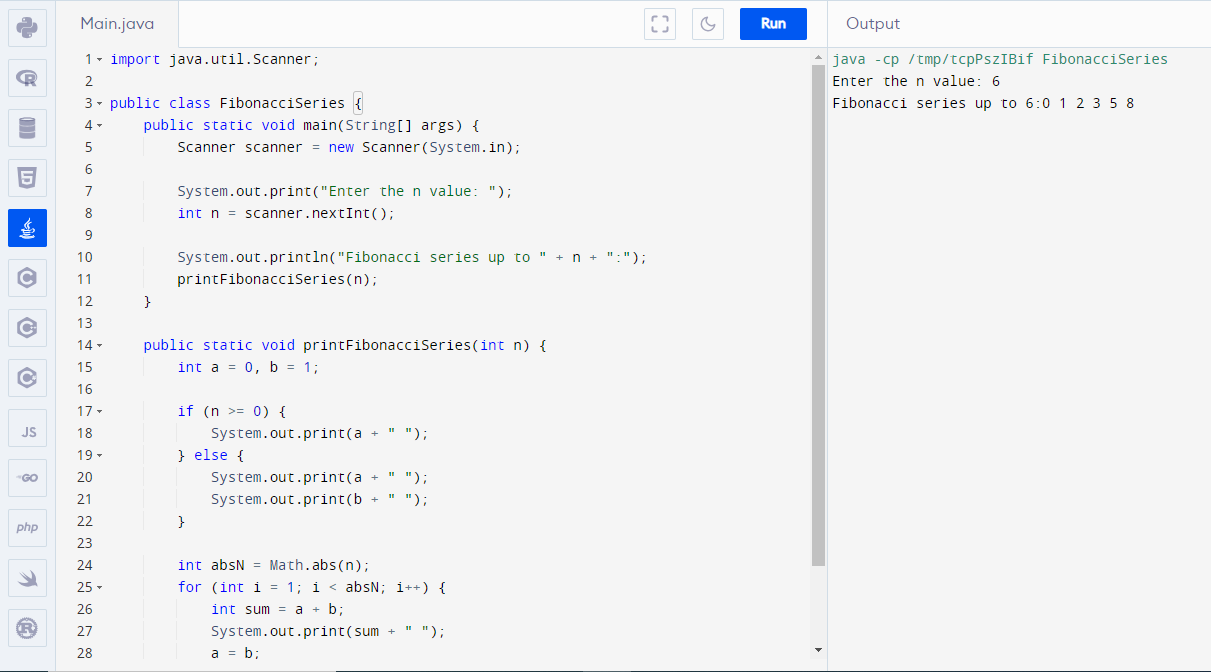 Main.java
Run
Output
1 import java.util.Scanner;
2
3 public class FibonacciSeries {
4     public static void main(String[] args) {
5         Scanner scanner = new Scanner(System.in);
6
7         System.out.print("Enter the n value: ");
8         int n = scanner.nextInt();
9
10         System.out.println("Fibonacci series up to " + n + ":");
11         printFibonacciSeries(n);
12     }
13
14     public static void printFibonacciSeries(int n) {
15         int a = 0, b = 1;
16
17         if (n >= 0) {
18             System.out.print(a + " ");
19         } else {
20             System.out.print(a + " ");
21             System.out.print(b + " ");
22         }
23
24         int absN = Math.abs(n);
25         for (int i = 1; i < absN; i++) {
26             int sum = a + b;
27             System.out.print(sum + " ");
28             a = b;
java -cp /tmp/tcpPszIBif FibonacciSeries
Enter the n value: 6
Fibonacci series up to 6:0 1 2 3 5 8
R
5
C
C
C
JS
GO
php
R